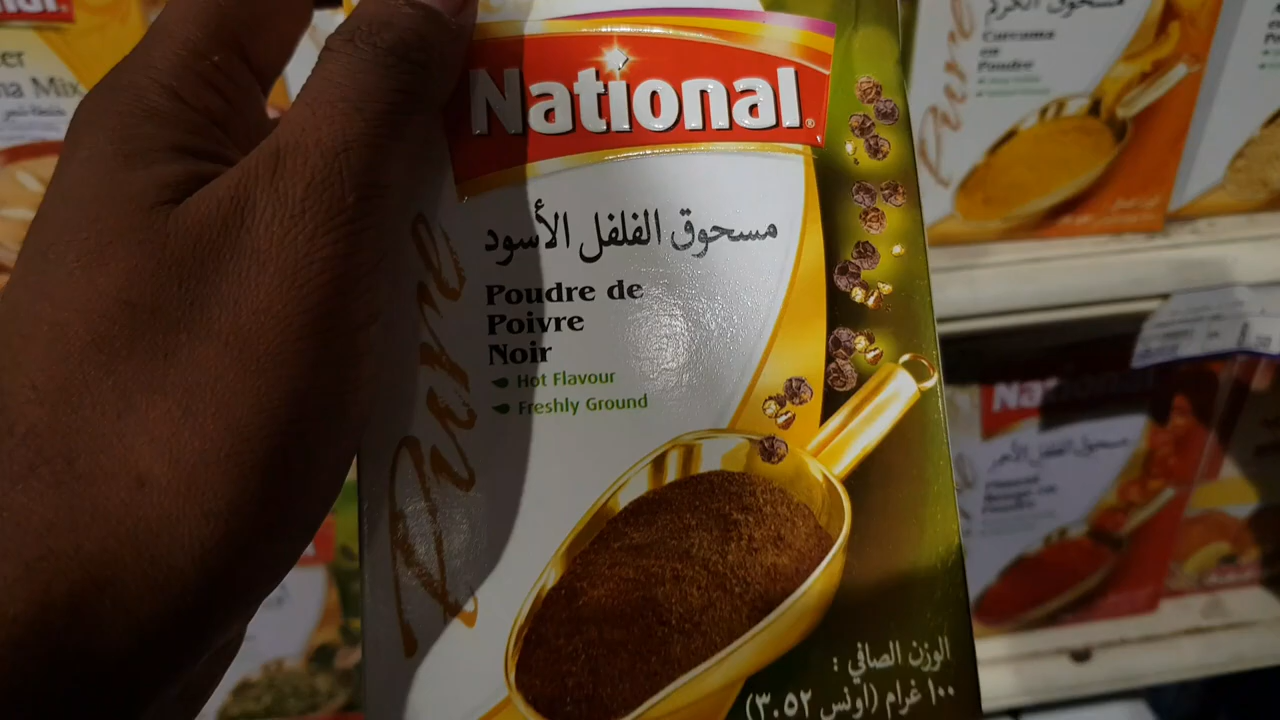 National
مسحوق الفلفل الأسود
Poudre de
Poivre
Noir
Hot Flavour
Freshly Ground
Pure
الوزن الصافي :
١٠٠ غرام (اونس ٣.٥٢)
مسحوق الكركم
Curcuma
en
Poudre
Pure
مسحوق الفلفل الأحمر